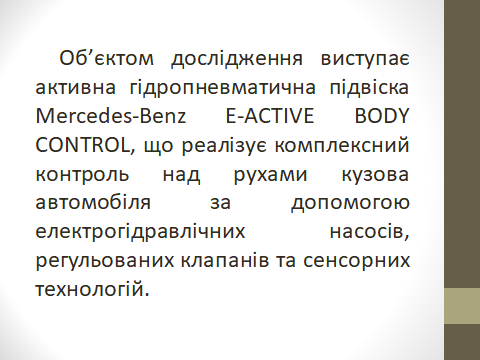 Об’єктом дослідження виступає
активна гідропневматична підвіска
Mercedes-Benz E-ACTIVE BODY
CONTROL, що реалізує комплексний
контроль над рухами кузова
автомобіля за допомогою
електрогідравлічних насосів,
регульованих клапанів та сенсорних
технологій.